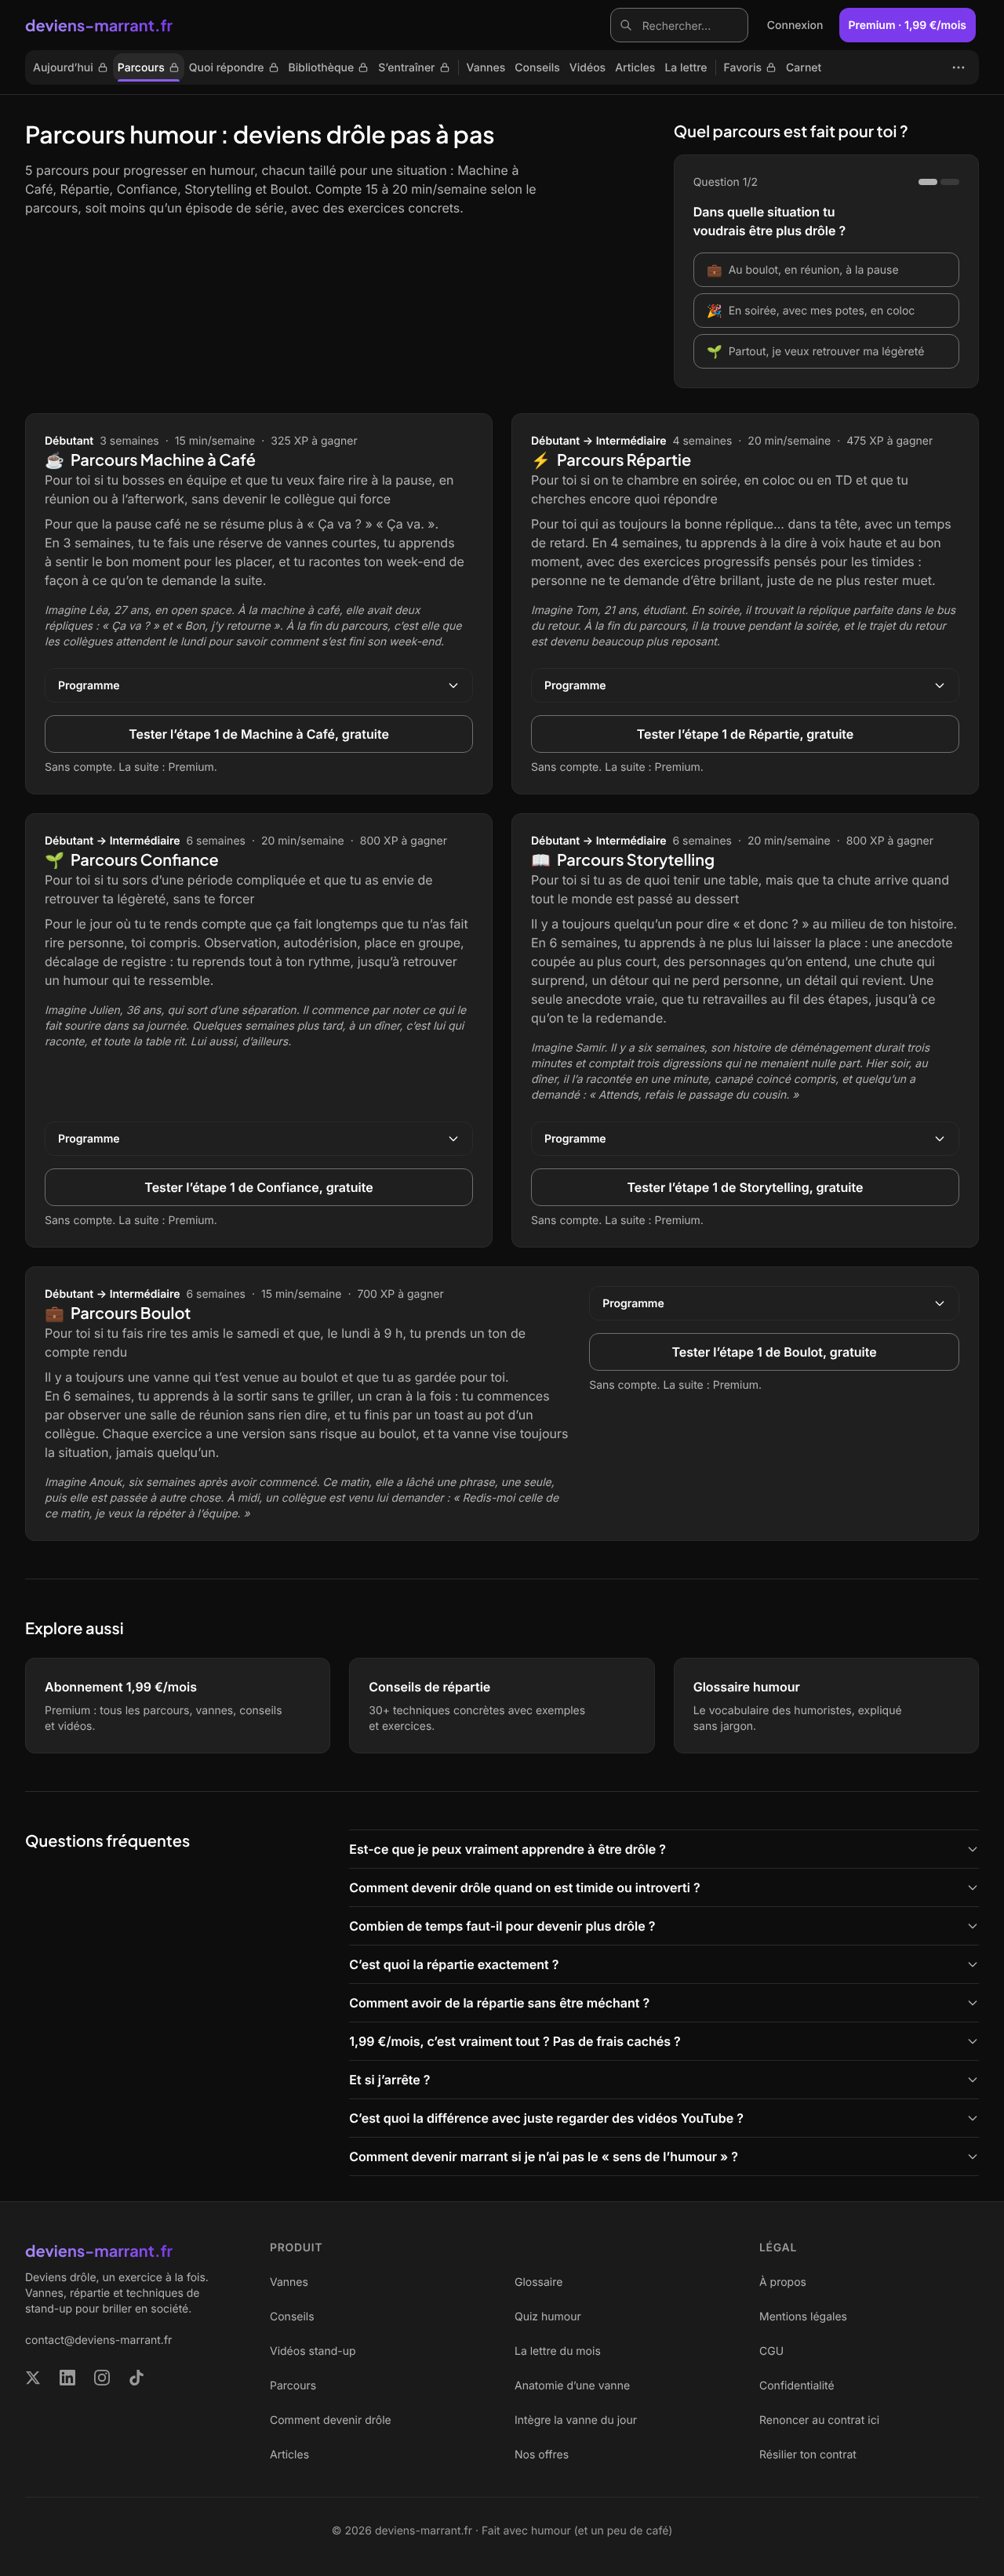 deviens-marrant.fr
Rechercher...
Connexion
Premium · 1,99 €/mois
Aujourd’hui
Parcours
Quoi répondre
Bibliothèque
S’entraîner
Vannes
Conseils
Vidéos
Articles
La lettre
Favoris
Carnet
Parcours humour : deviens drôle pas à pas
5 parcours pour progresser en humour, chacun taillé pour une situation : Machine à
Café, Répartie, Confiance, Storytelling et Boulot. Compte 15 à 20 min/semaine selon le
parcours, soit moins qu’un épisode de série, avec des exercices concrets.
Quel parcours est fait pour toi ?
Question 1/2
Dans quelle situation tu
voudrais être plus drôle ?
Au boulot, en réunion, à la pause
En soirée, avec mes potes, en coloc
Partout, je veux retrouver ma légèreté
Débutant 3 semaines · 15 min/semaine · 325 XP à gagner
Parcours Machine à Café
Pour toi si tu bosses en équipe et que tu veux faire rire à la pause, en
réunion ou à l’afterwork, sans devenir le collègue qui force
Pour que la pause café ne se résume plus à « Ça va ? » « Ça va. ».
En 3 semaines, tu te fais une réserve de vannes courtes, tu apprends
à sentir le bon moment pour les placer, et tu racontes ton week-end de
façon à ce qu’on te demande la suite.
Imagine Léa, 27 ans, en open space. À la machine à café, elle avait deux
répliques : « Ça va ? » et « Bon, j’y retourne ». À la fin du parcours, c’est elle que
les collègues attendent le lundi pour savoir comment s’est fini son week-end.
Programme
Tester l’étape 1 de Machine à Café, gratuite
Sans compte. La suite : Premium.
Débutant → Intermédiaire 4 semaines · 20 min/semaine · 475 XP à gagner
Parcours Répartie
Pour toi si on te chambre en soirée, en coloc ou en TD et que tu
cherches encore quoi répondre
Pour toi qui as toujours la bonne réplique… dans ta tête, avec un temps
de retard. En 4 semaines, tu apprends à la dire à voix haute et au bon
moment, avec des exercices progressifs pensés pour les timides :
personne ne te demande d’être brillant, juste de ne plus rester muet.
Imagine Tom, 21 ans, étudiant. En soirée, il trouvait la réplique parfaite dans le bus
du retour. À la fin du parcours, il la trouve pendant la soirée, et le trajet du retour
est devenu beaucoup plus reposant.
Programme
Tester l’étape 1 de Répartie, gratuite
Sans compte. La suite : Premium.
Débutant → Intermédiaire 6 semaines · 20 min/semaine · 800 XP à gagner
Parcours Confiance
Pour toi si tu sors d’une période compliquée et que tu as envie de
retrouver ta légèreté, sans te forcer
Pour le jour où tu te rends compte que ça fait longtemps que tu n’as fait
rire personne, toi compris. Observation, autodérision, place en groupe,
décalage de registre : tu reprends tout à ton rythme, jusqu’à retrouver
un humour qui te ressemble.
Imagine Julien, 36 ans, qui sort d’une séparation. Il commence par noter ce qui le
fait sourire dans sa journée. Quelques semaines plus tard, à un dîner, c’est lui qui
raconte, et toute la table rit. Lui aussi, d’ailleurs.
Programme
Tester l’étape 1 de Confiance, gratuite
Sans compte. La suite : Premium.
Débutant → Intermédiaire 6 semaines · 20 min/semaine · 800 XP à gagner
Parcours Storytelling
Pour toi si tu as de quoi tenir une table, mais que ta chute arrive quand
tout le monde est passé au dessert
Il y a toujours quelqu’un pour dire « et donc ? » au milieu de ton histoire.
En 6 semaines, tu apprends à ne plus lui laisser la place : une anecdote
coupée au plus court, des personnages qu’on entend, une chute qui
surprend, un détour qui ne perd personne, un détail qui revient. Une
seule anecdote vraie, que tu retravailles au fil des étapes, jusqu’à ce
qu’on te la redemande.
Imagine Samir. Il y a six semaines, son histoire de déménagement durait trois
minutes et comptait trois digressions qui ne menaient nulle part. Hier soir, au
dîner, il l’a racontée en une minute, canapé coincé compris, et quelqu’un a
demandé : « Attends, refais le passage du cousin. »
Programme
Tester l’étape 1 de Storytelling, gratuite
Sans compte. La suite : Premium.
Débutant → Intermédiaire 6 semaines · 15 min/semaine · 700 XP à gagner
Parcours Boulot
Pour toi si tu fais rire tes amis le samedi et que, le lundi à 9 h, tu prends un ton de
compte rendu
Il y a toujours une vanne qui t’est venue au boulot et que tu as gardée pour toi.
En 6 semaines, tu apprends à la sortir sans te griller, un cran à la fois : tu commences
par observer une salle de réunion sans rien dire, et tu finis par un toast au pot d’un
collègue. Chaque exercice a une version sans risque au boulot, et ta vanne vise toujours
la situation, jamais quelqu’un.
Imagine Anouk, six semaines après avoir commencé. Ce matin, elle a lâché une phrase, une seule,
puis elle est passée à autre chose. À midi, un collègue est venu lui demander : « Redis-moi celle de
ce matin, je veux la répéter à l’équipe. »
Programme
Tester l’étape 1 de Boulot, gratuite
Sans compte. La suite : Premium.
Explore aussi
Abonnement 1,99 €/mois
Premium : tous les parcours, vannes, conseils
et vidéos.
Conseils de répartie
30+ techniques concrètes avec exemples
et exercices.
Glossaire humour
Le vocabulaire des humoristes, expliqué
sans jargon.
Questions fréquentes
Est-ce que je peux vraiment apprendre à être drôle ?
Comment devenir drôle quand on est timide ou introverti ?
Combien de temps faut-il pour devenir plus drôle ?
C’est quoi la répartie exactement ?
Comment avoir de la répartie sans être méchant ?
1,99 €/mois, c’est vraiment tout ? Pas de frais cachés ?
Et si j’arrête ?
C’est quoi la différence avec juste regarder des vidéos YouTube ?
Comment devenir marrant si je n’ai pas le « sens de l’humour » ?
deviens-marrant.fr
Deviens drôle, un exercice à la fois.
Vannes, répartie et techniques de
stand-up pour briller en société.
contact@deviens-marrant.fr
PRODUIT
Vannes
Conseils
Vidéos stand-up
Parcours
Comment devenir drôle
Articles
Glossaire
Quiz humour
La lettre du mois
Anatomie d’une vanne
Intègre la vanne du jour
Nos offres
LÉGAL
À propos
Mentions légales
CGU
Confidentialité
Renoncer au contrat ici
Résilier ton contrat
© 2026 deviens-marrant.fr · Fait avec humour (et un peu de café)